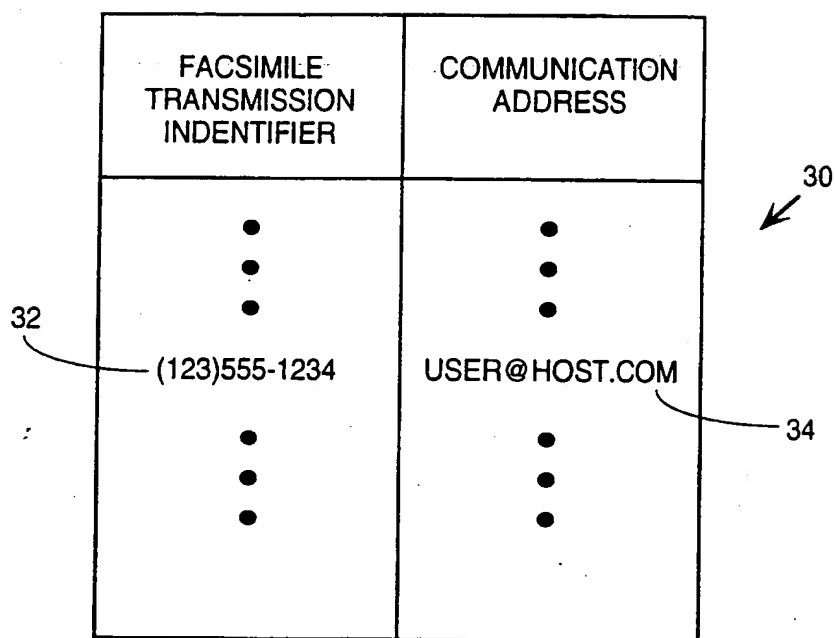 FACSIMILE
TRANSMISSION
INDENTIFIER
COMMUNICATION
ADDRESS
30
32
(123)555-1234
USER@HOST.COM
34